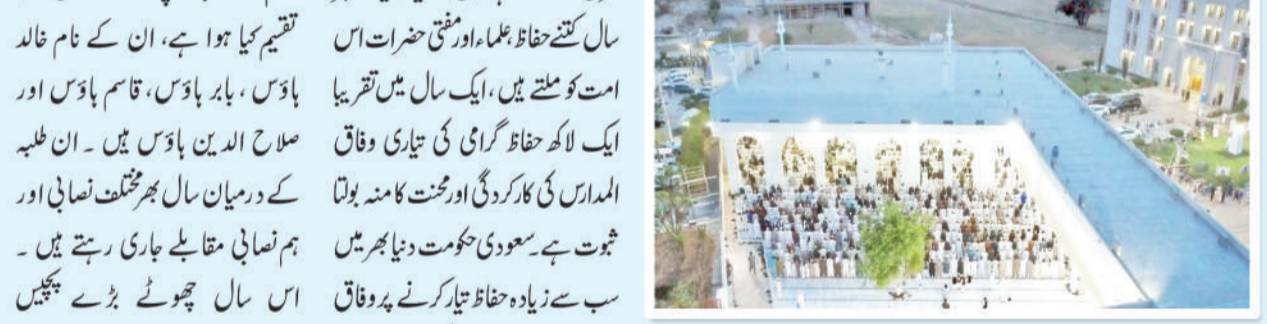 سال کتنے حفاظ، علماء اور مفتی حضرات اس
امت کو ملتے ہیں، ایک سال میں تقریبا
ایک لاکھ حفاظ گرامی کی تیاری وفاق
المدارس کی کارکردگی اور محنت کا منہ بولتا
ثبوت ہے۔ سعودی حکومت دنیا بھر میں
سب سے زیادہ حفاظ تیار کرنے پر وفاق
تقسیم کیا ہوا ہے، ان کے نام خالد
ہاؤس، بابر ہاؤس، قاسم ہاؤس اور
صلاح الدین ہاؤس ہیں۔ ان طلبہ
کے درمیان سال بھر مختلف نصابی اور
ہم نصابی مقابلے جاری رہتے ہیں۔
اس سال چھوٹے بڑے پچیس